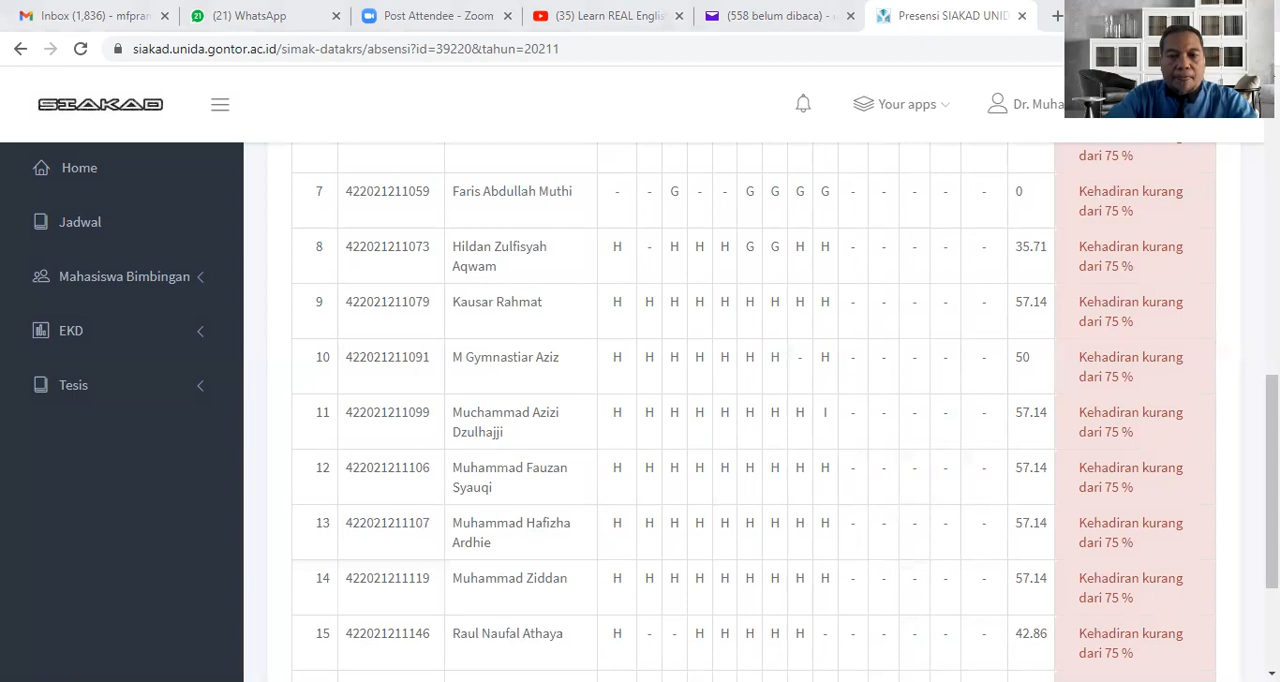 Inbox (1,836) - mfpran
(21) WhatsApp
Post Attendee - Zoom
(35) Learn REAL Englis
(558 belum dibaca) -
Presensi SIAKAD UNID
siakad.unida.gontor.ac.id/simak-datakrs/absensi?id=39220&tahun=20211
SIAKAD
Your apps
Dr. Muha
Home
Jadwal
Mahasiswa Bimbingan
EKD
Tesis
dari 75 %
7 422021211059 Faris Abdullah Muthi - - G - - G G G G - - - - - 0 Kehadiran kurang
dari 75 %
8 422021211073 Hildan Zulfisyah H - H H H G G H H - - - - - 35.71 Kehadiran kurang
Aqwam dari 75 %
9 422021211079 Kausar Rahmat H H H H H H H H H - - - - - 57.14 Kehadiran kurang
dari 75 %
10 422021211091 M Gymnastiar Aziz H H H H H H H - H - - - - - 50 Kehadiran kurang
dari 75 %
11 422021211099 Muchammad Azizi H H H H H H H H I - - - - - 57.14 Kehadiran kurang
Dzulhajji dari 75 %
12 422021211106 Muhammad Fauzan H H H H H H H H H - - - - - 57.14 Kehadiran kurang
Syauqi dari 75 %
13 422021211107 Muhammad Hafizha H H H H H H H H H - - - - - 57.14 Kehadiran kurang
Ardhie dari 75 %
14 422021211119 Muhammad Ziddan H H H H H H H H H - - - - - 57.14 Kehadiran kurang
dari 75 %
15 422021211146 Raul Naufal Athaya H - - H H H H H - - - - - - 42.86 Kehadiran kurang
dari 75 %